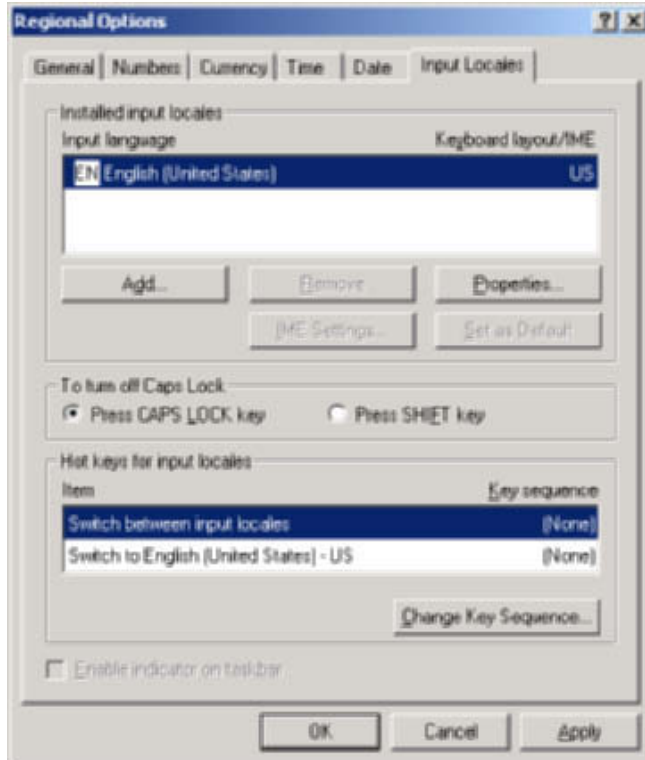 Regional Options
General Numbers Currency Time Date Input Locales
Installed input locales
Input language Keyboard layout/IME
EN English (United States) US
Add... Remove Properties...
IME Settings... Set as Default
To turn off Caps Lock
Press CAPS LOCK key Press SHIFT key
Hot keys for input locales
Item Key sequence
Switch between input locales (None)
Switch to English (United States) - US (None)
Change Key Sequence...
Enable indicator on taskbar
OK Cancel Apply